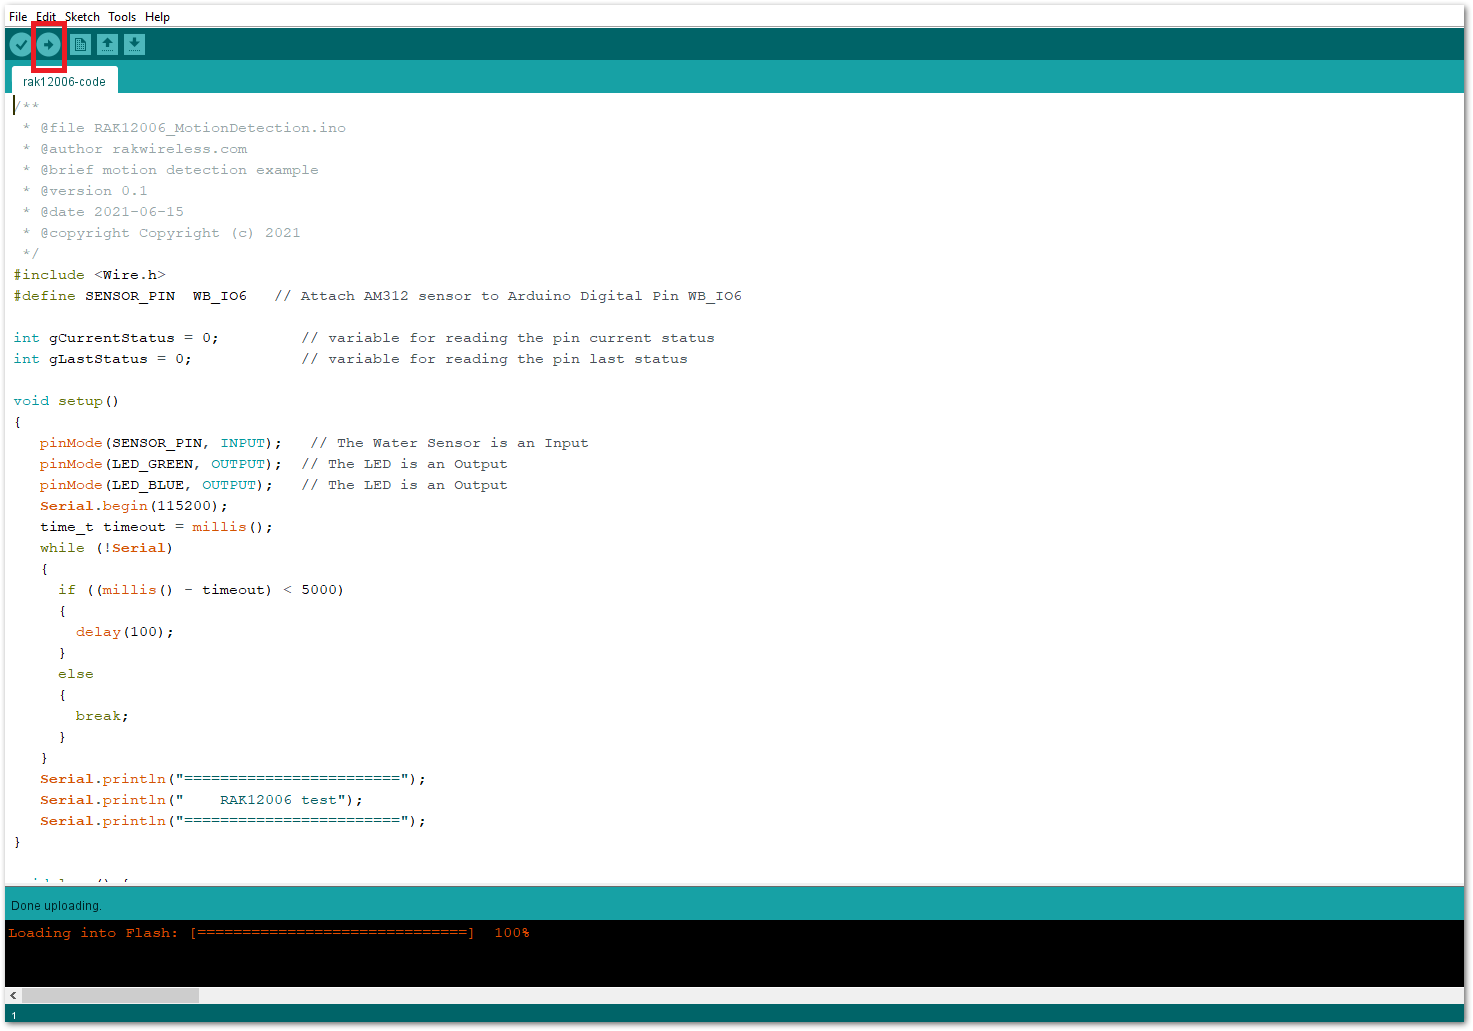 File Edit Sketch Tools Help
rak12006-code
/**
 * @file RAK12006_MotionDetection.ino
 * @author rakwireless.com
 * @brief motion detection example
 * @version 0.1
 * @date 2021-06-15
 * @copyright Copyright (c) 2021
 */
#include <Wire.h>
#define SENSOR_PIN  WB_IO6   // Attach AM312 sensor to Arduino Digital Pin WB_IO6
int gCurrentStatus = 0;         // variable for reading the pin current status
int gLastStatus = 0;            // variable for reading the pin last status
void setup()
{
   pinMode(SENSOR_PIN, INPUT);   // The Water Sensor is an Input
   pinMode(LED_GREEN, OUTPUT);  // The LED is an Output
   pinMode(LED_BLUE, OUTPUT);   // The LED is an Output
   Serial.begin(115200);
   time_t timeout = millis();
   while (!Serial)
   {
     if ((millis() - timeout) < 5000)
     {
       delay(100);
     }
     else
     {
       break;
     }
   }
   Serial.println("========================");
   Serial.println("    RAK12006 test");
   Serial.println("========================");
}
Done uploading.
Loading into Flash: [==============================]  100%
1